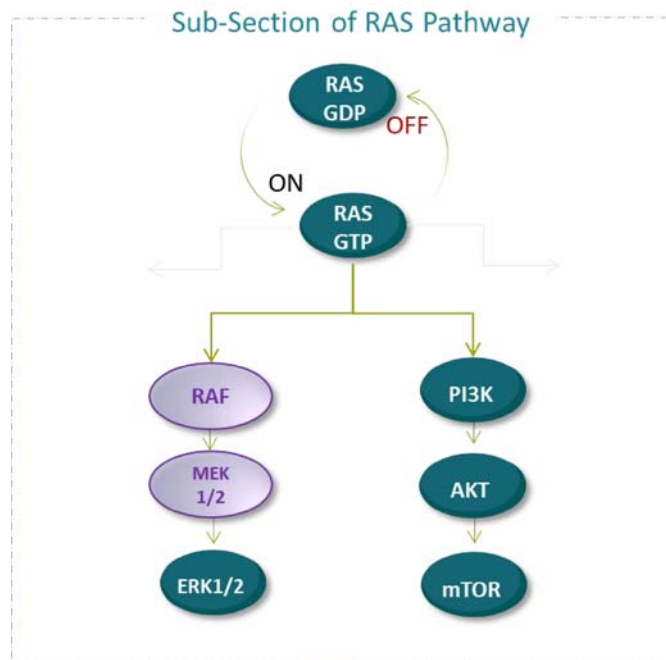 Sub-Section of RAS Pathway
RAS
GDP
OFF
ON
RAS
GTP
RAF
PI3K
MEK
1/2
AKT
ERK1/2
mTOR